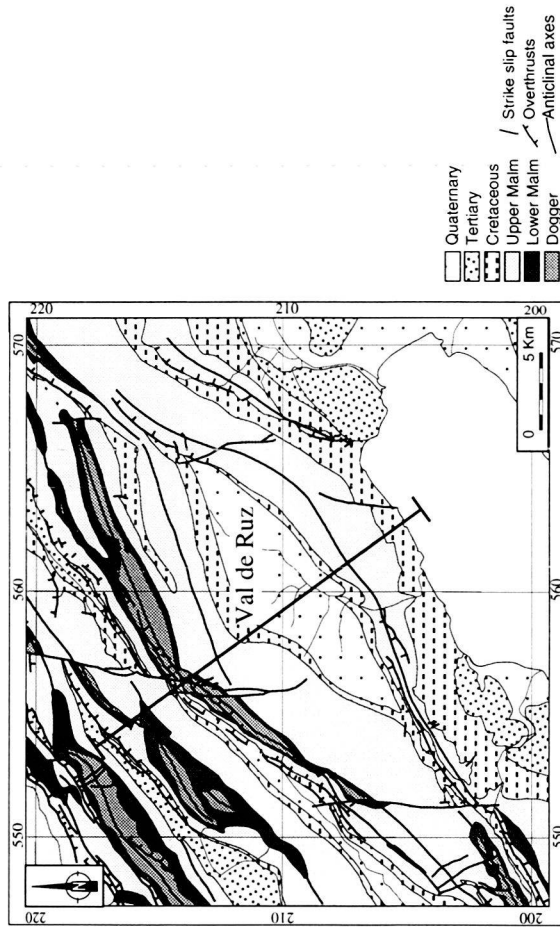 220
210
200
570
570
560
560
550
550
220
210
200
N
Val de Ruz
0 5 Km
Quaternary
Tertiary
Cretaceous
Upper Malm
Lower Malm
Dogger
Strike slip faults
Overthrusts
Anticlinal axes